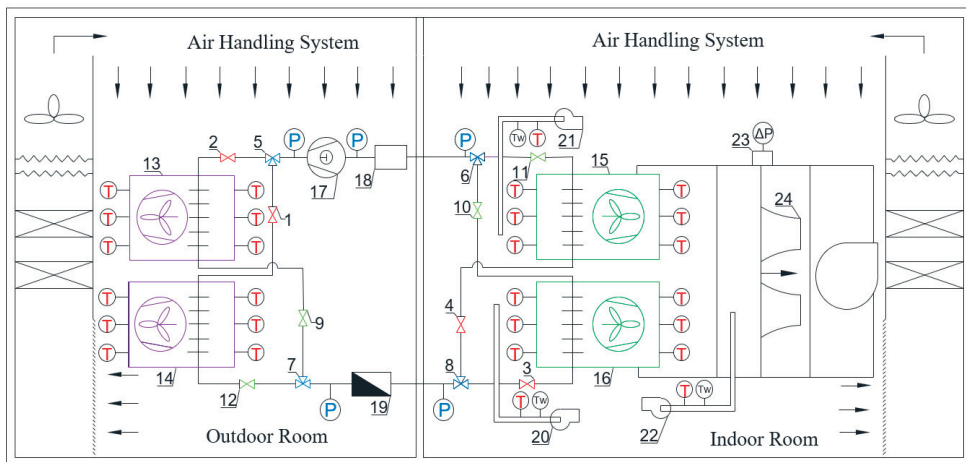 Air Handling System
Air Handling System
P
P
P
Tw
T
21
ΔP
23
2
5
17
18
6
11
13
15
T
T
T
T
T
T
1
10
T
T
T
T
T
T
24
T
T
T
T
T
T
9
4
T
T
T
T
T
T
14
12
7
P
19
P
8
3
16
T
Tw
20
T
Tw
22
Outdoor Room
Indoor Room